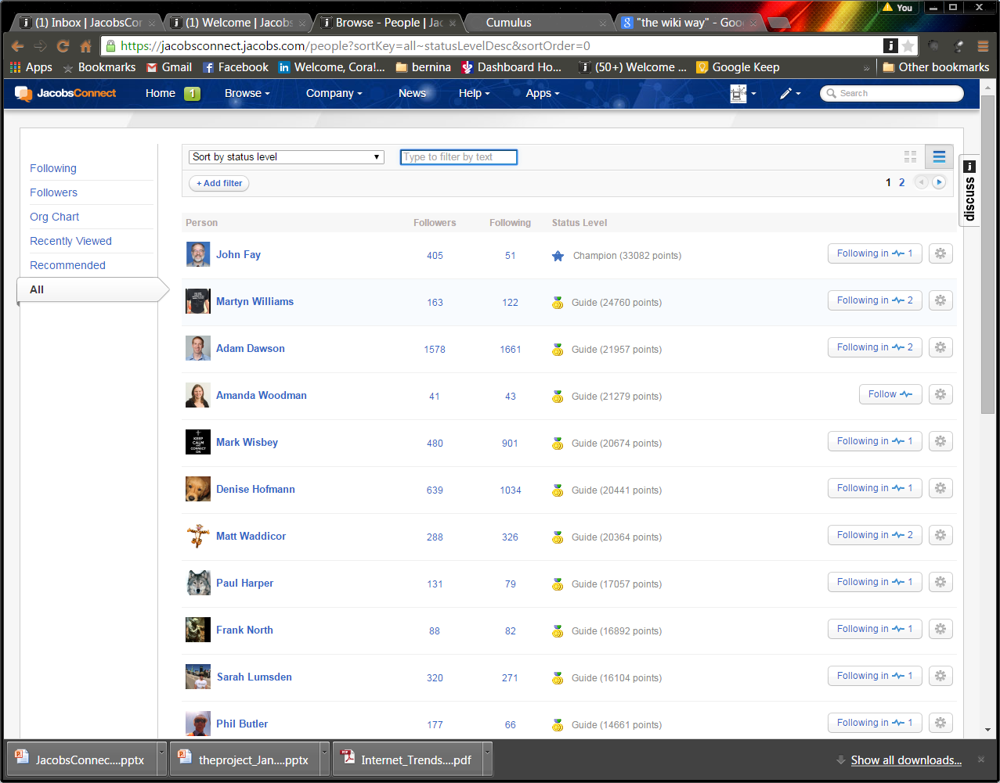 You
(1) Inbox | JacobsCor
(1) Welcome | Jacobs
Browse - People | Jac
Cumulus
"the wiki way" - Goo
https://jacobsconnect.jacobs.com/people?sortKey=all~statusLevelDesc&sortOrder=0
Apps
Bookmarks
Gmail
Facebook
Welcome, Cora!...
bernina
Dashboard Ho...
(50+) Welcome ...
Google Keep
»
Other bookmarks
JacobsConnect
Home 1
Browse
Company
News
Help
Apps
Search
Following
Followers
Org Chart
Recently Viewed
Recommended
All
Sort by status level
Type to filter by text
+ Add filter
1 2
discuss
Person Followers Following Status Level
John Fay 405 51 Champion (33082 points) Following in 1
Martyn Williams 163 122 Guide (24760 points) Following in 2
Adam Dawson 1578 1661 Guide (21957 points) Following in 2
Amanda Woodman 41 43 Guide (21279 points) Follow
KEEP
CALM
AND
CONNECT
ON
Mark Wisbey 480 901 Guide (20674 points) Following in 1
Denise Hofmann 639 1034 Guide (20441 points) Following in 1
Matt Waddicor 288 326 Guide (20364 points) Following in 2
Paul Harper 131 79 Guide (17057 points) Following in 1
Frank North 88 82 Guide (16892 points) Following in 1
Sarah Lumsden 320 271 Guide (16104 points) Following in 1
Phil Butler 177 66 Guide (14661 points) Following in 1
JacobsConnec....pptx
theproject_Jan....pptx
Internet_Trends....pdf
Show all downloads...